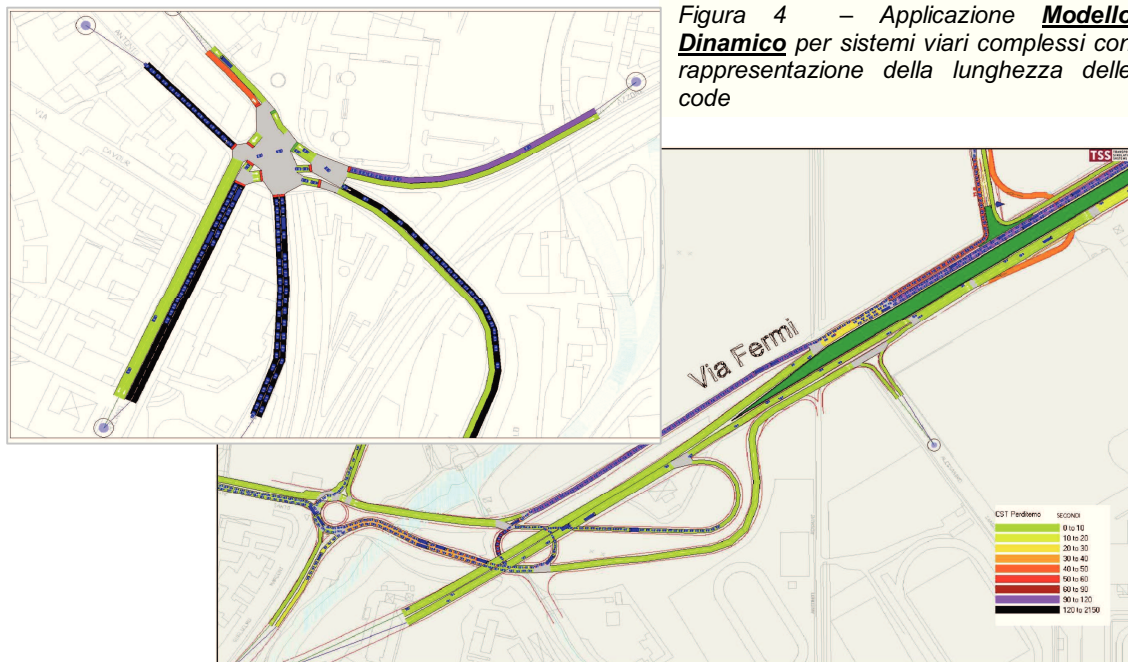 Figura 4 – Applicazione Modello
Dinamico per sistemi viari complessi con
rappresentazione della lunghezza delle
code
TSS
Via Fermi
CST Perditemo SECONDI
0 to 10
10 to 20
20 to 30
30 to 40
40 to 50
50 to 60
60 to 90
90 to 120
120 to 2150
VIA